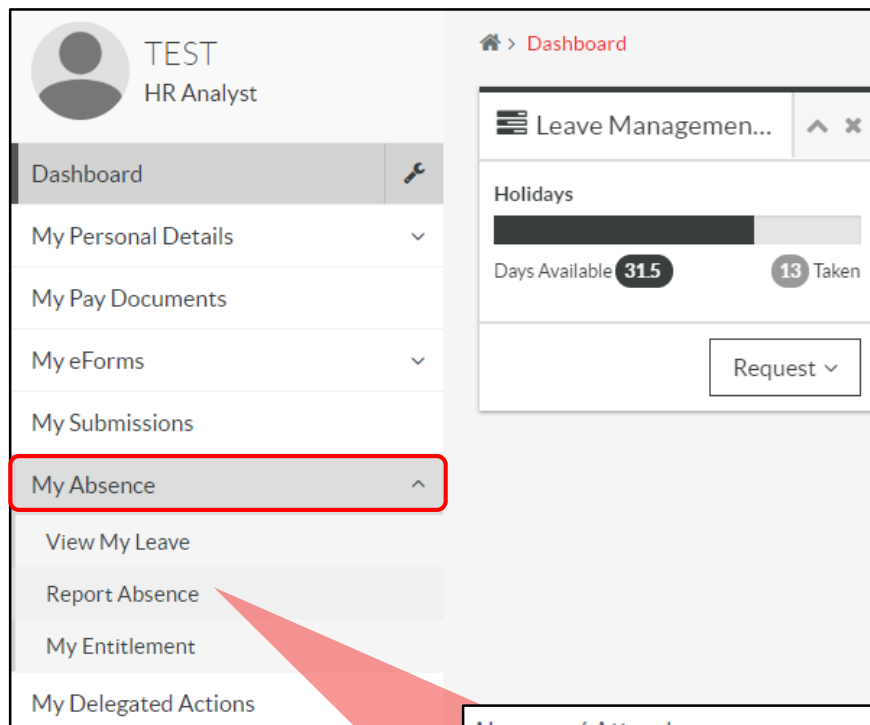 TEST
HR Analyst
Dashboard
My Personal Details
My Pay Documents
My eForms
My Submissions
My Absence
View My Leave
Report Absence
My Entitlement
My Delegated Actions
> Dashboard
Leave Managemen...
Holidays
Days Available 31.5 13 Taken
Request